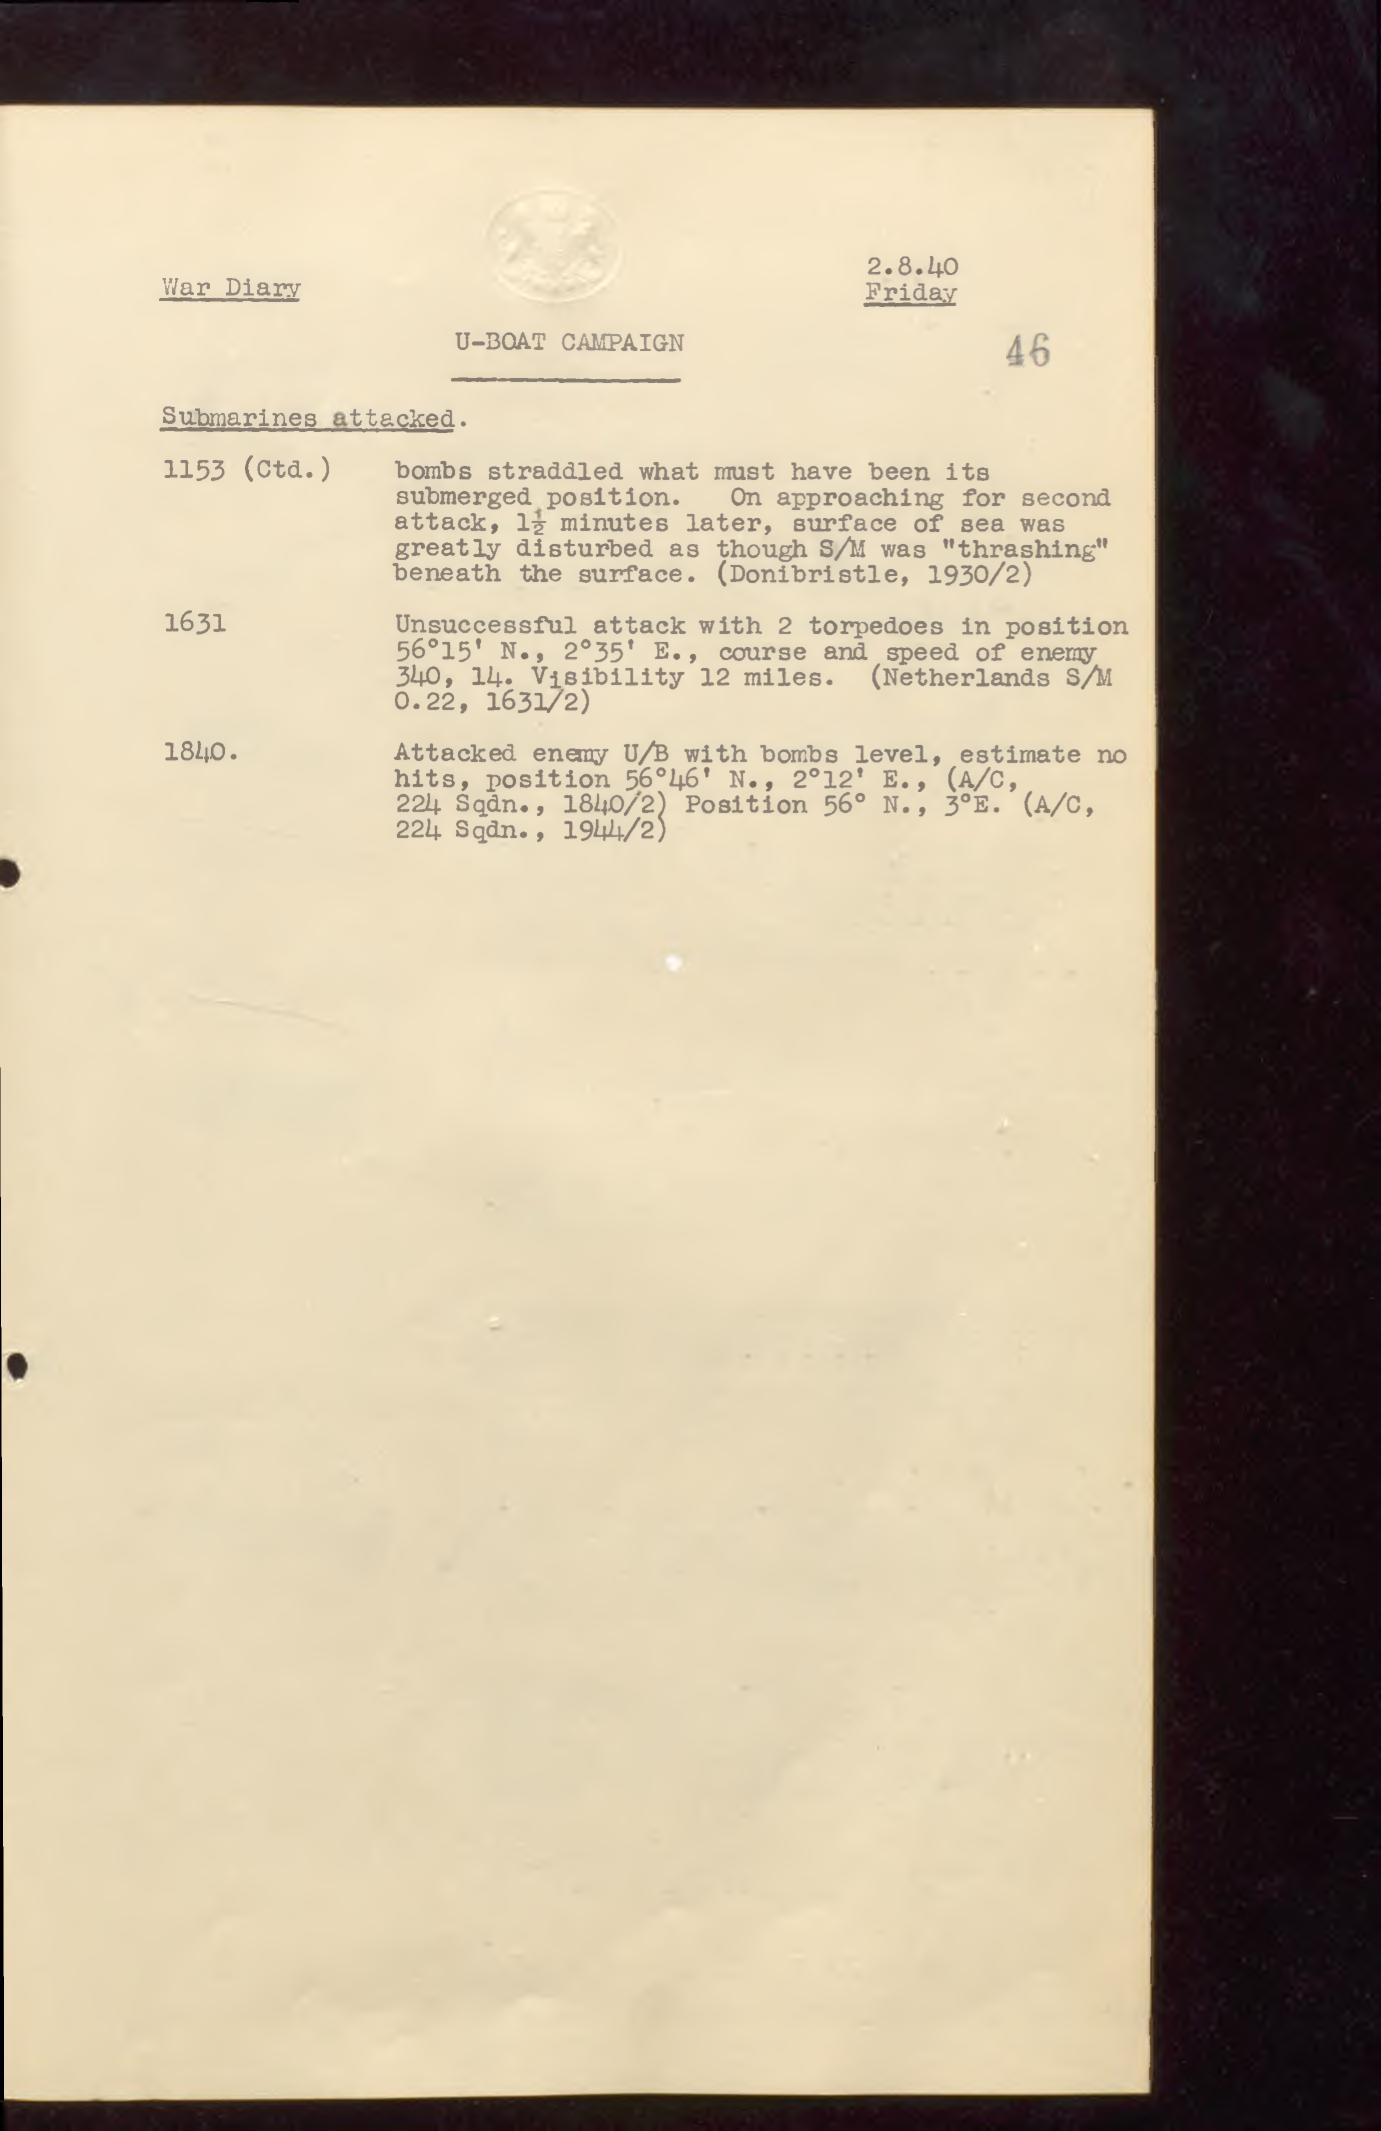 2.8.40
War Diary
Friday
U-BOAT CAMPAIGN
46
Submarines attacked.
1153 (Ctd.) bombs straddled what must have been its
submerged position. On approaching for second
attack, 1½ minutes later, surface of sea was
greatly disturbed as though S/M was "thrashing"
beneath the surface. (Donibristle, 1930/2)
1631 Unsuccessful attack with 2 torpedoes in position
56°15' N., 2°35' E., course and speed of enemy
340, 14. Visibility 12 miles. (Netherlands S/M
O.22, 1631/2)
1840. Attacked enemy U/B with bombs level, estimate no
hits, position 56°46' N., 2°12' E., (A/C,
224 Sqdn., 1840/2) Position 56° N., 3°E. (A/C,
224 Sqdn., 1944/2)